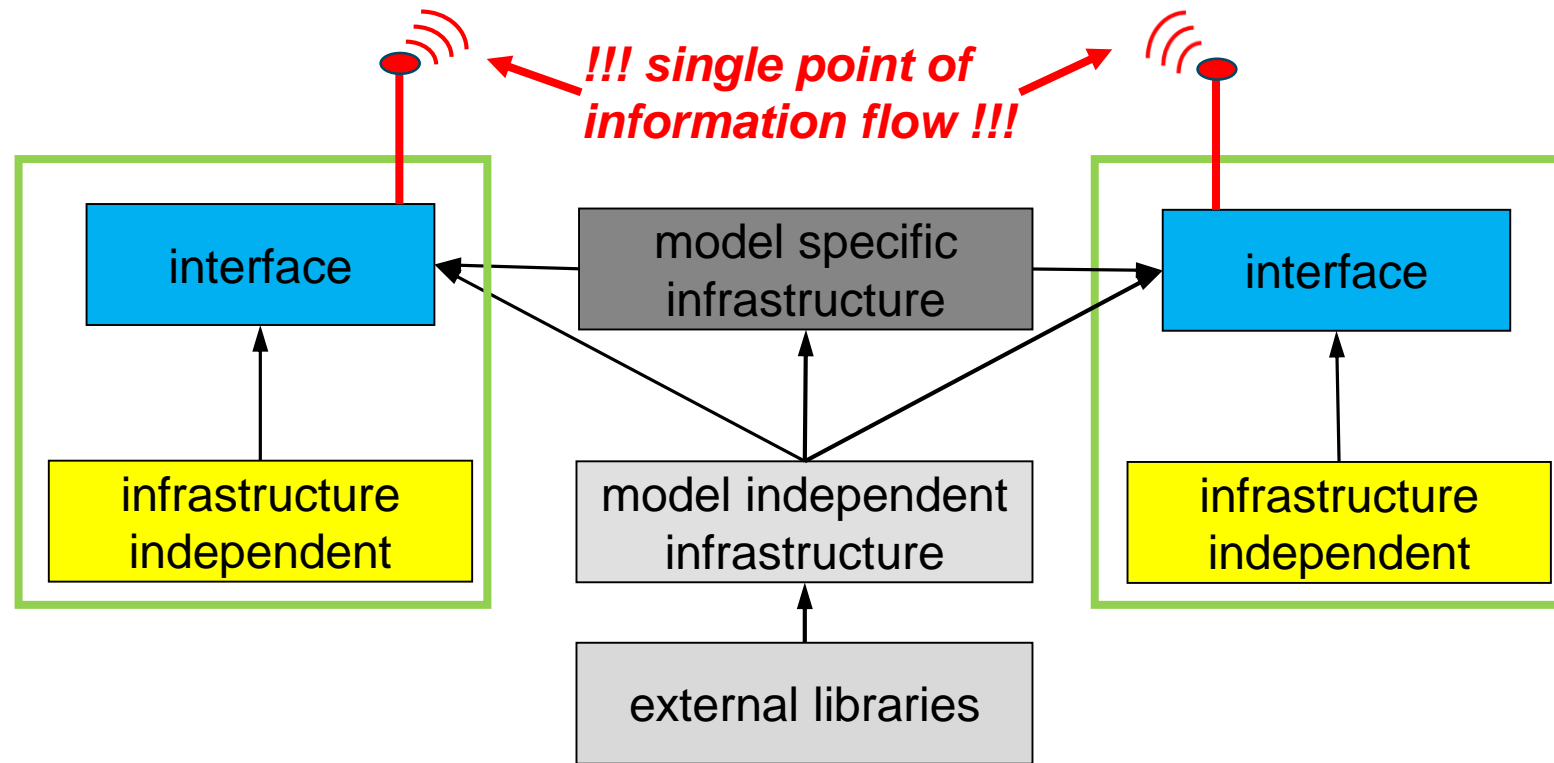 !!! single point of
information flow !!!
interface
model specific
infrastructure
interface
infrastructure
independent
model independent
infrastructure
infrastructure
independent
external libraries